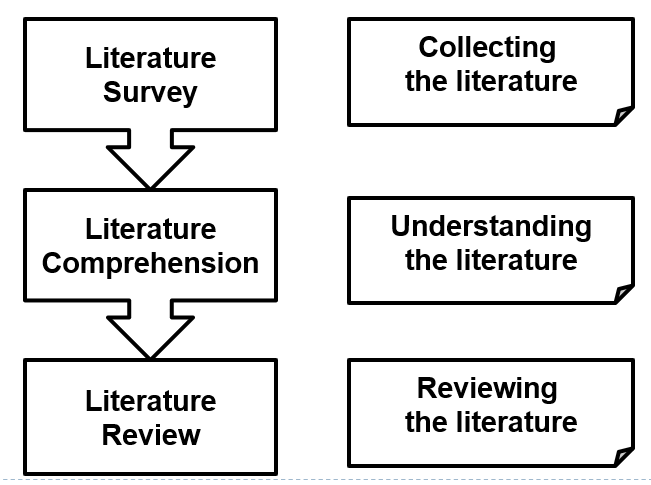 Literature
Survey
Collecting
the literature
Literature
Comprehension
Understanding
the literature
Literature
Review
Reviewing
the literature